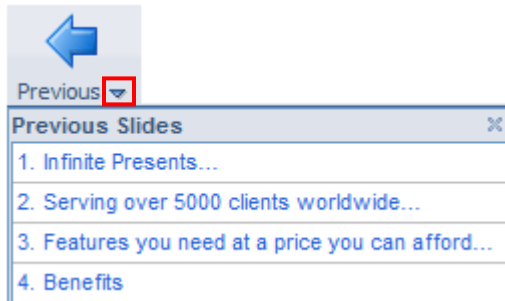 Previous
Previous Slides
1. Infinite Presents...
2. Serving over 5000 clients worldwide...
3. Features you need at a price you can afford...
4. Benefits